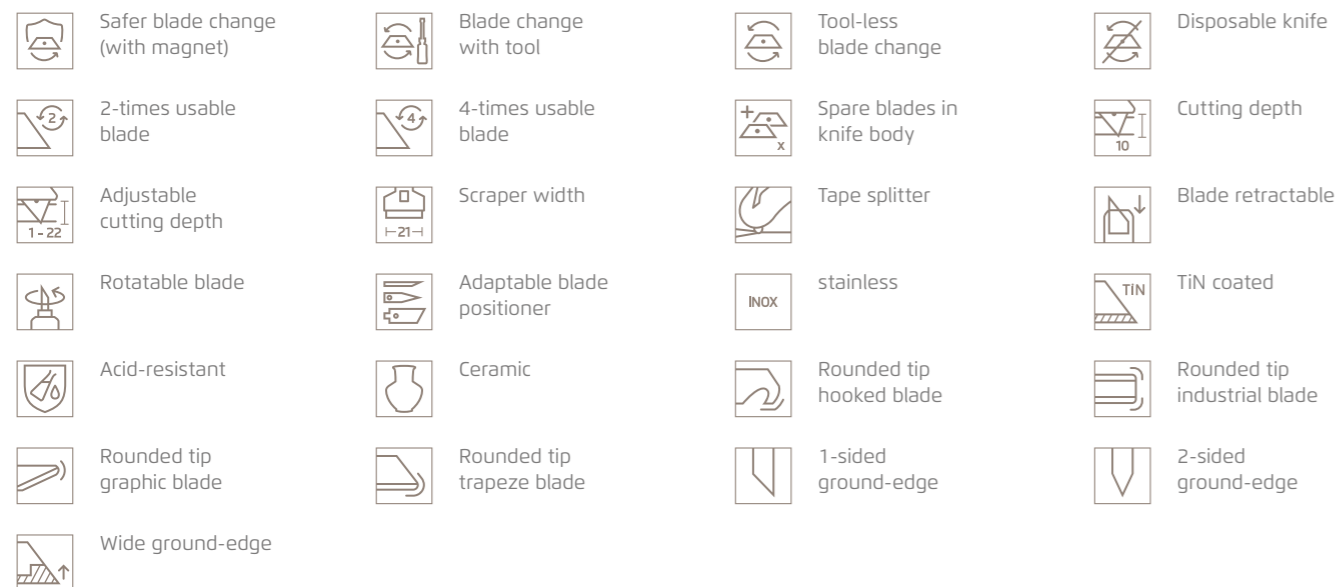 Safer blade change
(with magnet)
Blade change
with tool
Tool-less
blade change
Disposable knife
2
2-times usable
blade
4
4-times usable
blade
x
Spare blades in
knife body
10
Cutting depth
1 - 22
Adjustable
cutting depth
21
Scraper width
Tape splitter
Blade retractable
Rotatable blade
Adaptable blade
positioner
INOX
stainless
TiN
TiN coated
Acid-resistant
Ceramic
Rounded tip
hooked blade
Rounded tip
industrial blade
Rounded tip
graphic blade
Rounded tip
trapeze blade
1-sided
ground-edge
2-sided
ground-edge
Wide ground-edge